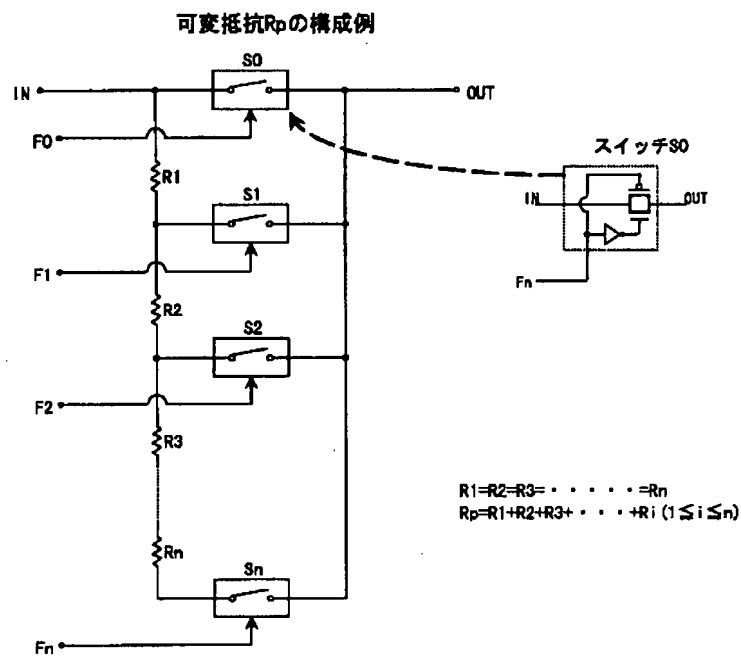 可変抵抗Rpの構成例
S0
IN
OUT
F0
スイッチS0
R1
IN
OUT
S1
F1
Fn
R2
S2
F2
R3
R1=R2=R3=・・・・・・=Rn
Rp=R1+R2+R3+・・・・+Ri(1≦i≦n)
Rn
Sn
Fn